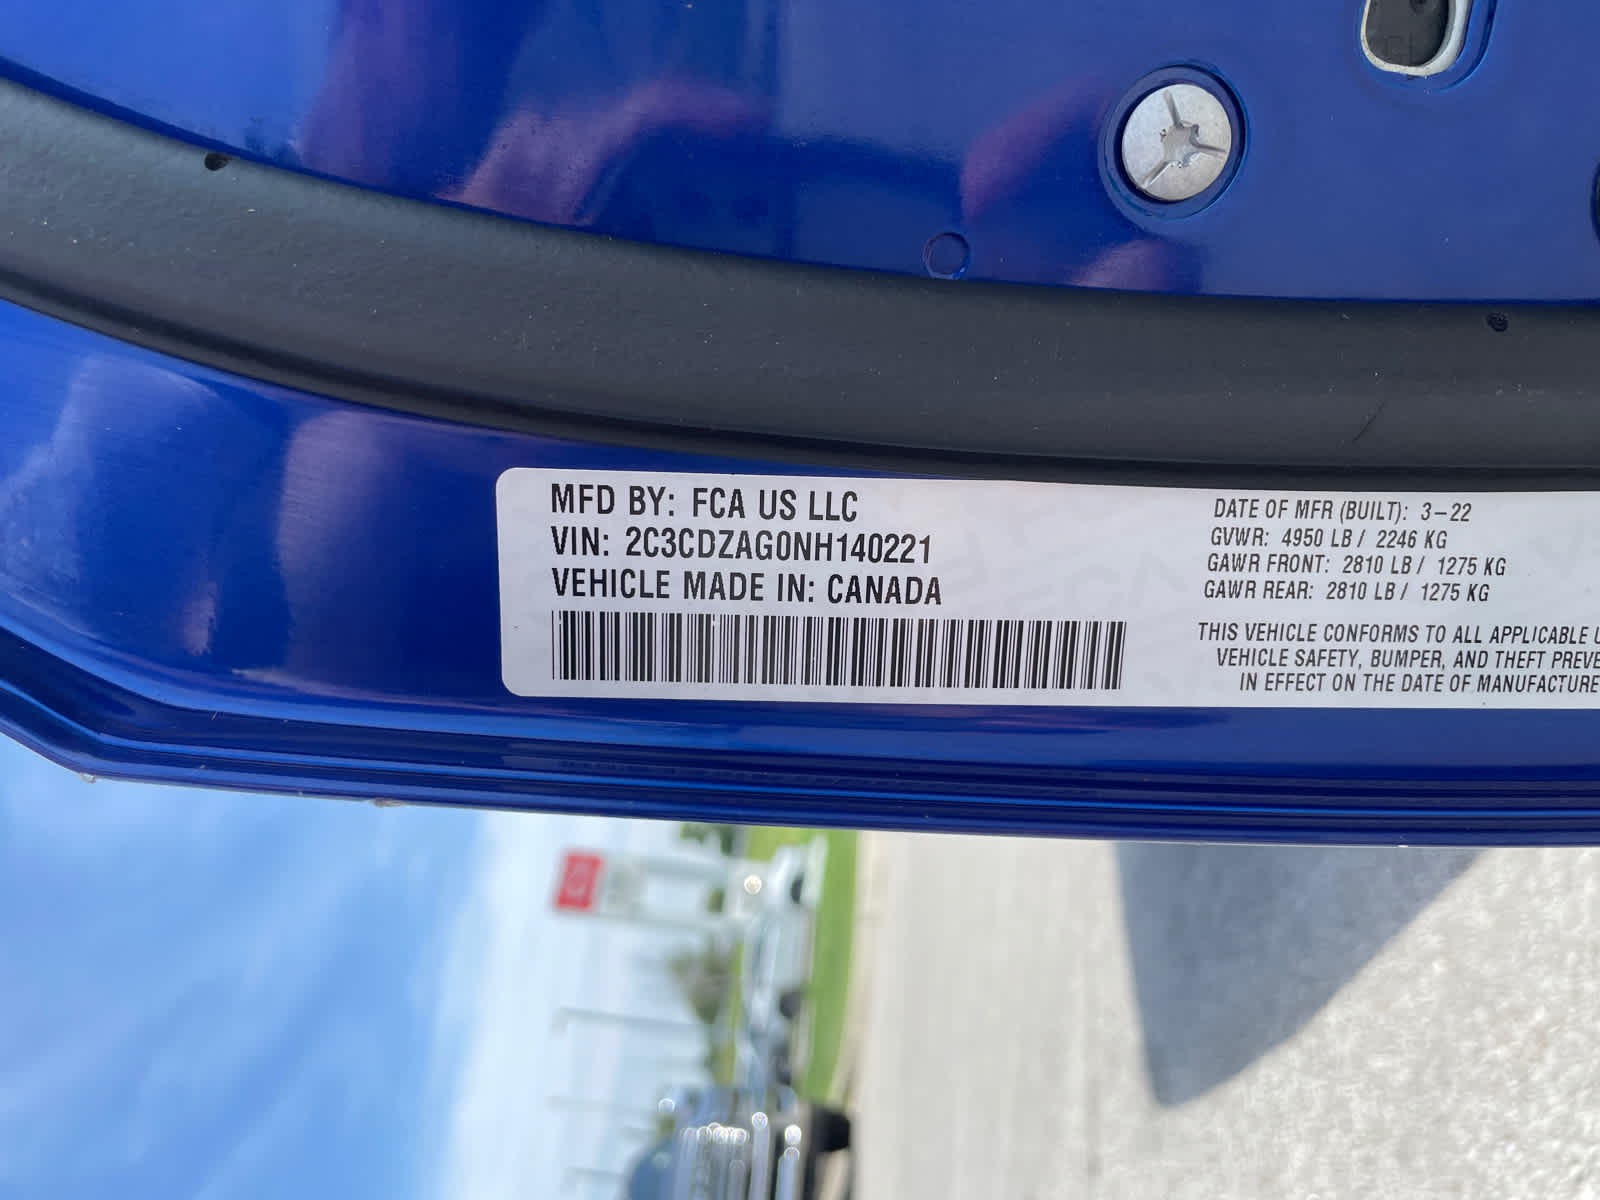 MFD BY: FCA US LLC
VIN: 2C3CDZAG0NH140221
VEHICLE MADE IN: CANADA
DATE OF MFR (BUILT): 3-22
GVWR: 4950 LB / 2246 KG
GAWR FRONT: 2810 LB / 1275 KG
GAWR REAR: 2810 LB / 1275 KG
THIS VEHICLE CONFORMS TO ALL APPLICABLE
VEHICLE SAFETY, BUMPER, AND THEFT PREVE
IN EFFECT ON THE DATE OF MANUFACTURE